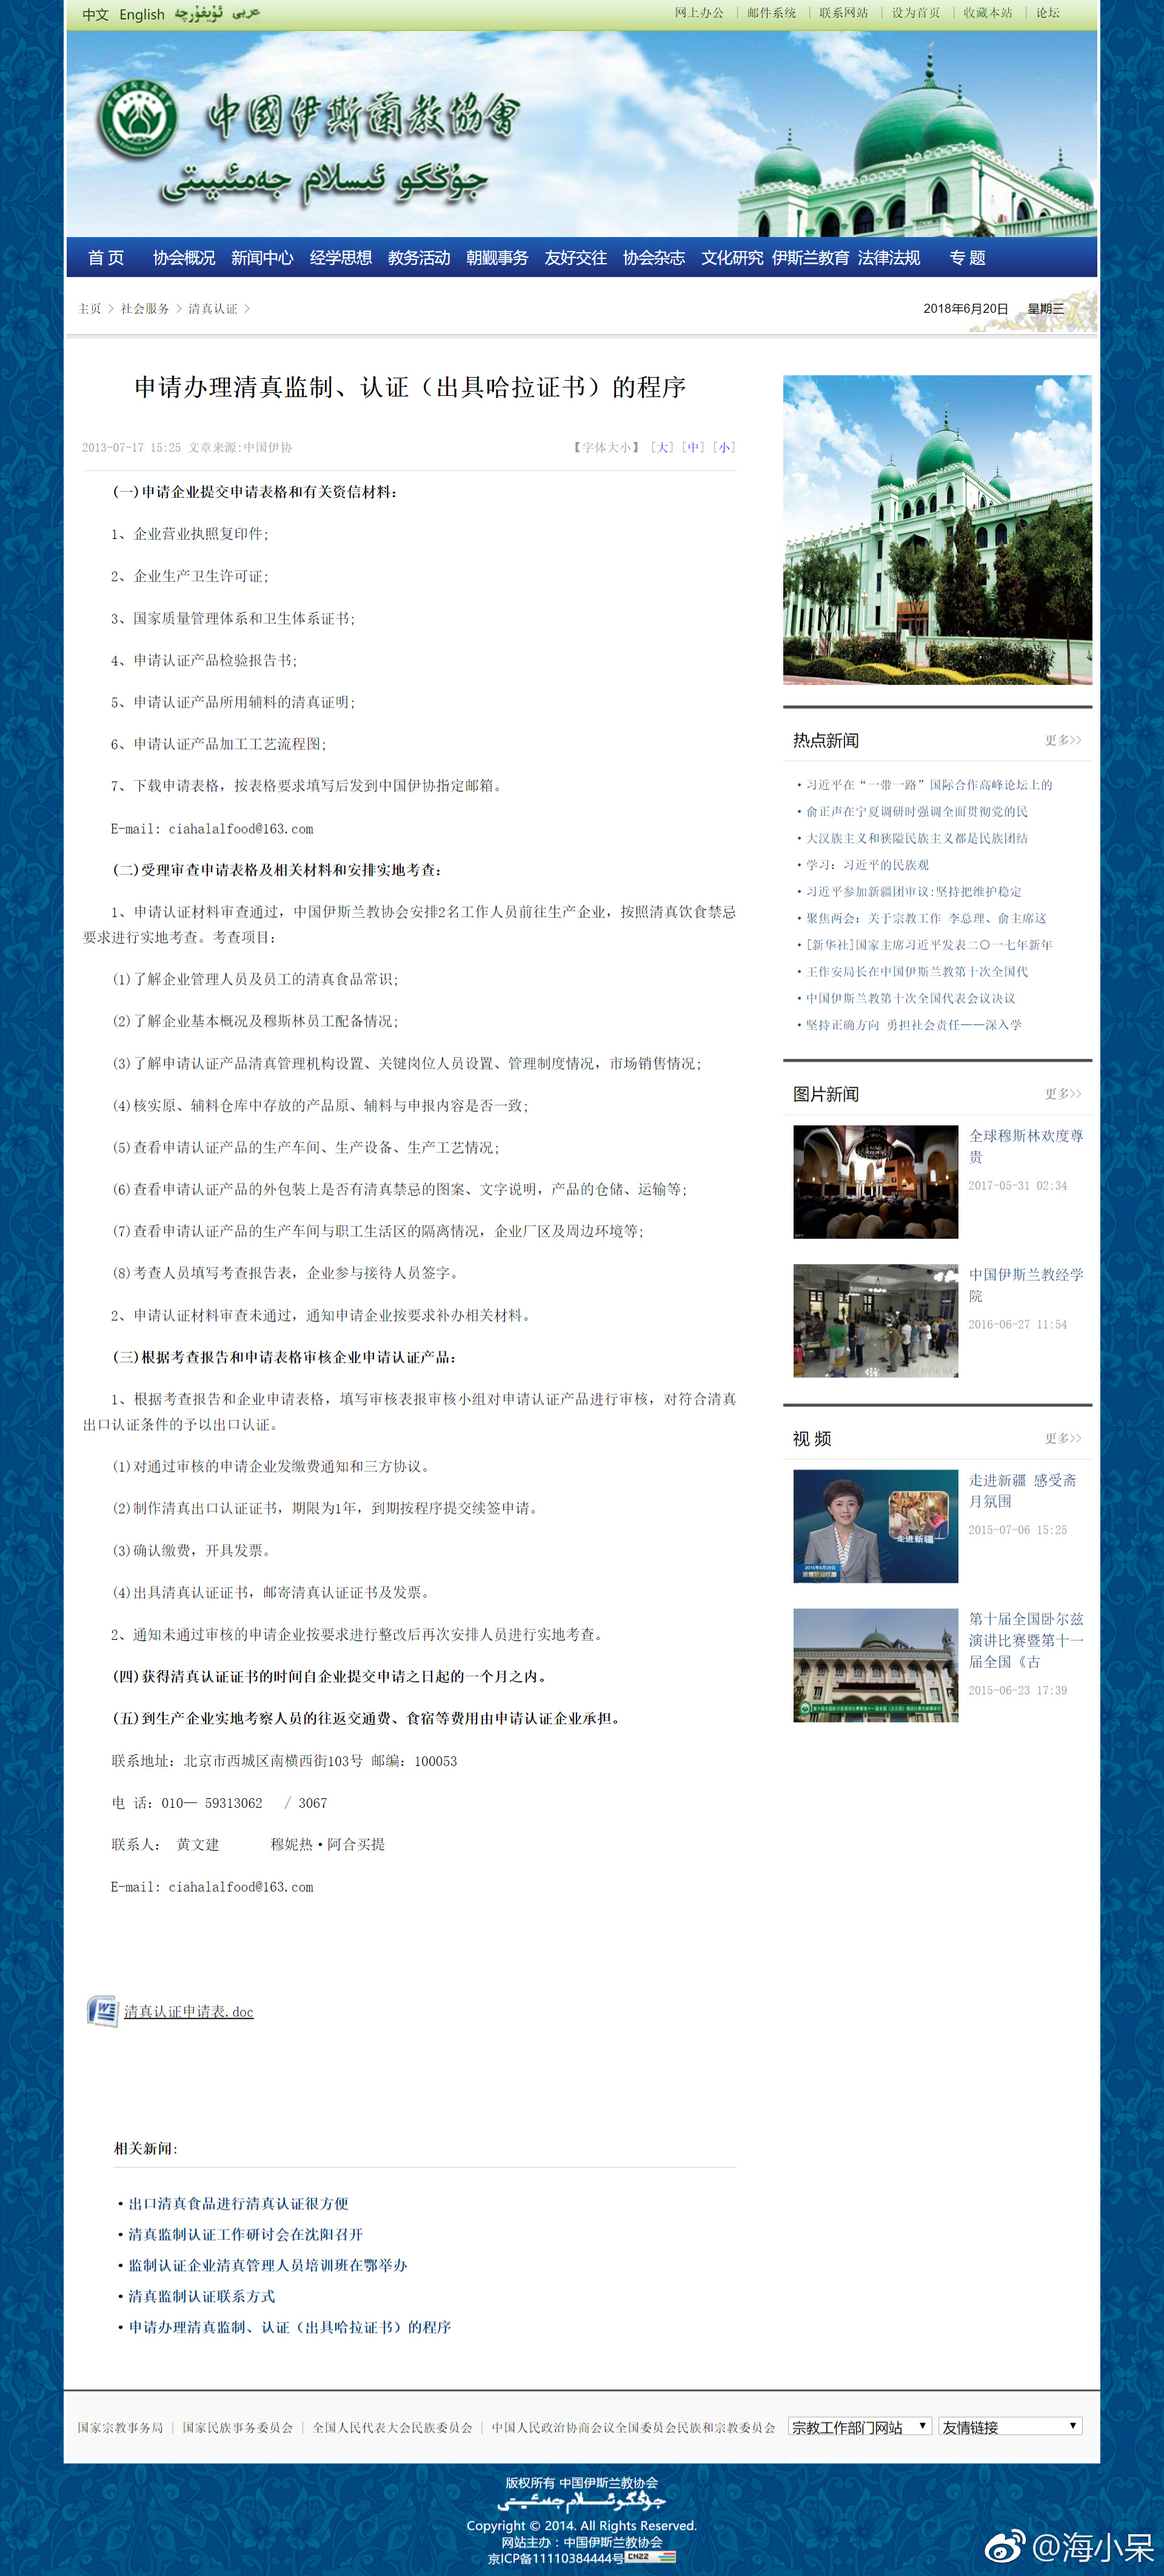 中文 English ئۇيغۇرچە عربى
网上办公 | 邮件系统 | 联系网站 | 设为首页 | 收藏本站 | 论坛
中國伊斯蘭教協會
جۇڭگو ئىسلام جەمئىيىتى
首 页 协会概况 新闻中心 经学思想 教务活动 朝觐事务 友好交往 协会杂志 文化研究 伊斯兰教育 法律法规 专 题
主页 > 社会服务 > 清真认证 >
2018年6月20日 星期三
申请办理清真监制、认证（出具哈拉证书）的程序
2013-07-17 15:25 文章来源:中国伊协
【字体大小】 [大] [中] [小]
(一)申请企业提交申请表格和有关资信材料：
1、企业营业执照复印件；
2、企业生产卫生许可证；
3、国家质量管理体系和卫生体系证书；
4、申请认证产品检验报告书；
5、申请认证产品所用辅料的清真证明；
6、申请认证产品加工工艺流程图；
7、下载申请表格，按表格要求填写后发到中国伊协指定邮箱。
E-mail: ciahalalfood@163.com
(二)受理审查申请表格及相关材料和安排实地考查：
1、申请认证材料审查通过，中国伊斯兰教协会安排2名工作人员前往生产企业，按照清真饮食禁忌
要求进行实地考查。考查项目：
(1)了解企业管理人员及员工的清真食品常识；
(2)了解企业基本概况及穆斯林员工配备情况；
(3)了解申请认证产品清真管理机构设置、关键岗位人员设置、管理制度情况，市场销售情况；
(4)核实原、辅料仓库中存放的产品原、辅料与申报内容是否一致；
(5)查看申请认证产品的生产车间、生产设备、生产工艺情况；
(6)查看申请认证产品的外包装上是否有清真禁忌的图案、文字说明，产品的仓储、运输等；
(7)查看申请认证产品的生产车间与职工生活区的隔离情况，企业厂区及周边环境等；
(8)考查人员填写考查报告表，企业参与接待人员签字。
2、申请认证材料审查未通过，通知申请企业按要求补办相关材料。
(三)根据考查报告和申请表格审核企业申请认证产品：
1、根据考查报告和企业申请表格，填写审核表报审核小组对申请认证产品进行审核，对符合清真
出口认证条件的予以出口认证。
(1)对通过审核的申请企业发缴费通知和三方协议。
(2)制作清真出口认证证书，期限为1年，到期按程序提交续签申请。
(3)确认缴费，开具发票。
(4)出具清真认证证书，邮寄清真认证证书及发票。
2、通知未通过审核的申请企业按要求进行整改后再次安排人员进行实地考查。
(四)获得清真认证证书的时间自企业提交申请之日起的一个月之内。
(五)到生产企业实地考察人员的往返交通费、食宿等费用由申请认证企业承担。
联系地址：北京市西城区南横西街103号 邮编：100053
电 话：010— 59313062 / 3067
联系人： 黄文建 穆妮热·阿合买提
E-mail: ciahalalfood@163.com
清真认证申请表.doc
相关新闻：
• 出口清真食品进行清真认证很方便
• 清真监制认证工作研讨会在沈阳召开
• 监制认证企业清真管理人员培训班在鄂举办
• 清真监制认证联系方式
• 申请办理清真监制、认证（出具哈拉证书）的程序
热点新闻 更多>>
• 习近平在“一带一路”国际合作高峰论坛上的
• 俞正声在宁夏调研时强调全面贯彻党的民
• 大汉族主义和狭隘民族主义都是民族团结
• 学习：习近平的民族观
• 习近平参加新疆团审议:坚持把维护稳定
• 聚焦两会：关于宗教工作 李总理、俞主席这
• [新华社]国家主席习近平发表二〇一七年新年
• 王作安局长在中国伊斯兰教第十次全国代
• 中国伊斯兰教第十次全国代表会议决议
• 坚持正确方向 勇担社会责任——深入学
图片新闻 更多>>
全球穆斯林欢度尊
贵
2017-05-31 02:34
中国伊斯兰教经学
院
2016-06-27 11:54
视 频 更多>>
走进新疆 感受斋
月氛围
2015-07-06 15:25
走进新疆
第十届全国卧尔兹
演讲比赛暨第十一
届全国《古
2015-06-23 17:39
国家宗教事务局 | 国家民族事务委员会 | 全国人民代表大会民族委员会 | 中国人民政治协商会议全国委员会民族和宗教委员会 宗教工作部门网站 友情链接
版权所有 中国伊斯兰教协会
جۇڭگو ئىسلام جەمئىيىتى
Copyright © 2014. All Rights Reserved.
网站主办：中国伊斯兰教协会
京ICP备11110384444号 CNZZ
@海小呆